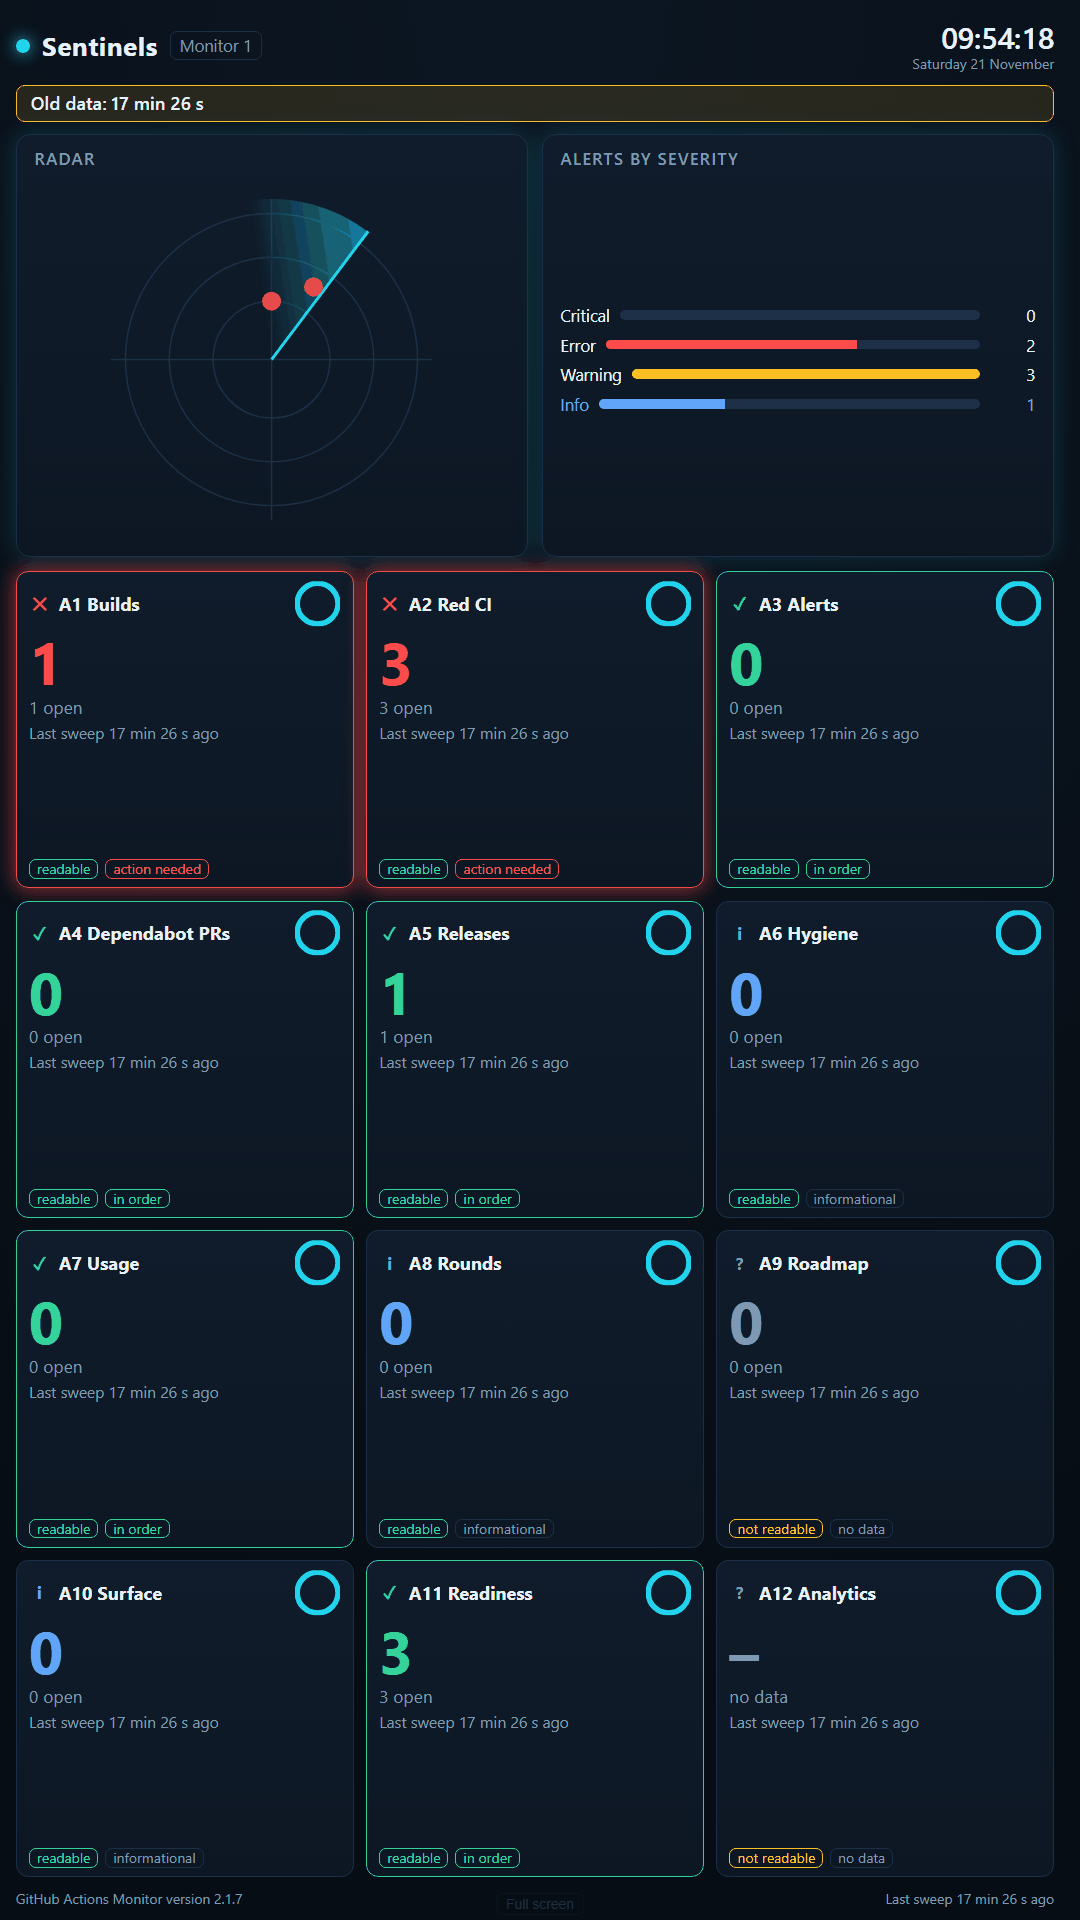 Sentinels
Monitor 1
09:54:18
Saturday 21 November
Old data: 17 min 26 s
RADAR
ALERTS BY SEVERITY
Critical 0
Error 2
Warning 3
Info 1
✕ A1 Builds
1
1 open
Last sweep 17 min 26 s ago
readable action needed
✕ A2 Red CI
3
3 open
Last sweep 17 min 26 s ago
readable action needed
✓ A3 Alerts
0
0 open
Last sweep 17 min 26 s ago
readable in order
✓ A4 Dependabot PRs
0
0 open
Last sweep 17 min 26 s ago
readable in order
✓ A5 Releases
1
1 open
Last sweep 17 min 26 s ago
readable in order
i A6 Hygiene
0
0 open
Last sweep 17 min 26 s ago
readable informational
✓ A7 Usage
0
0 open
Last sweep 17 min 26 s ago
readable in order
i A8 Rounds
0
0 open
Last sweep 17 min 26 s ago
readable informational
? A9 Roadmap
0
0 open
Last sweep 17 min 26 s ago
not readable no data
i A10 Surface
0
0 open
Last sweep 17 min 26 s ago
readable informational
✓ A11 Readiness
3
3 open
Last sweep 17 min 26 s ago
readable in order
? A12 Analytics
—
no data
Last sweep 17 min 26 s ago
not readable no data
GitHub Actions Monitor version 2.1.7
Full screen
Last sweep 17 min 26 s ago